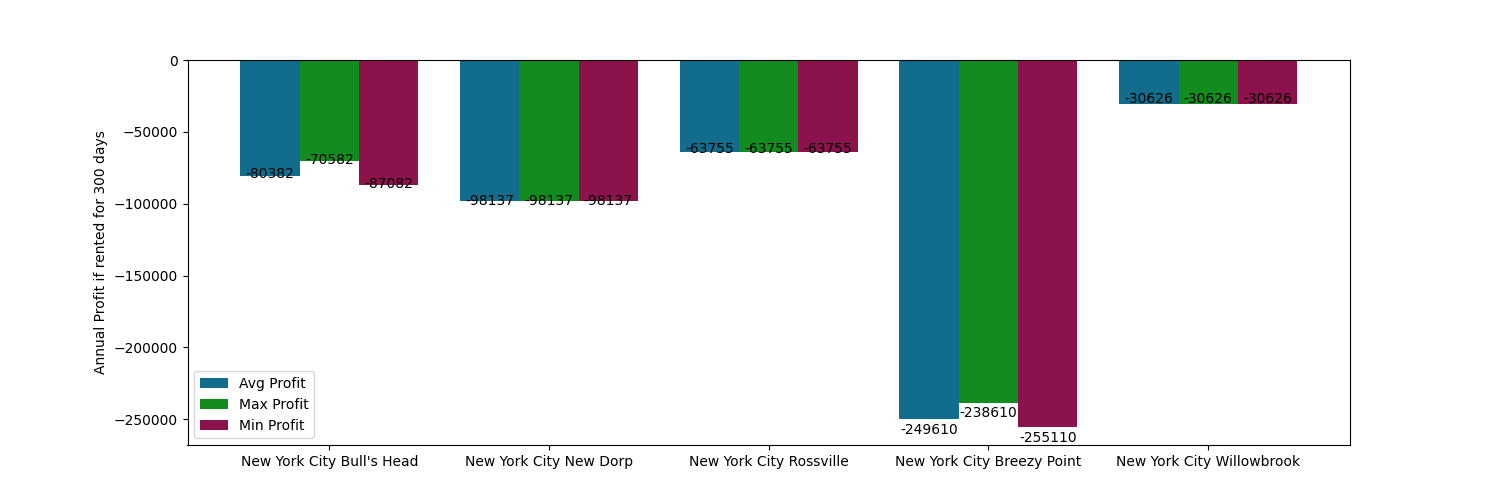 Annual Profit if rented for 300 days
0
−50000
−100000
−150000
−200000
−250000
-80382
-70582
-87082
-98137
-98137
-98137
-63755
-63755
-63755
-249610
-238610
-255110
-30626
-30626
-30626
Avg Profit
Max Profit
Min Profit
New York City Bull's Head
New York City New Dorp
New York City Rossville
New York City Breezy Point
New York City Willowbrook